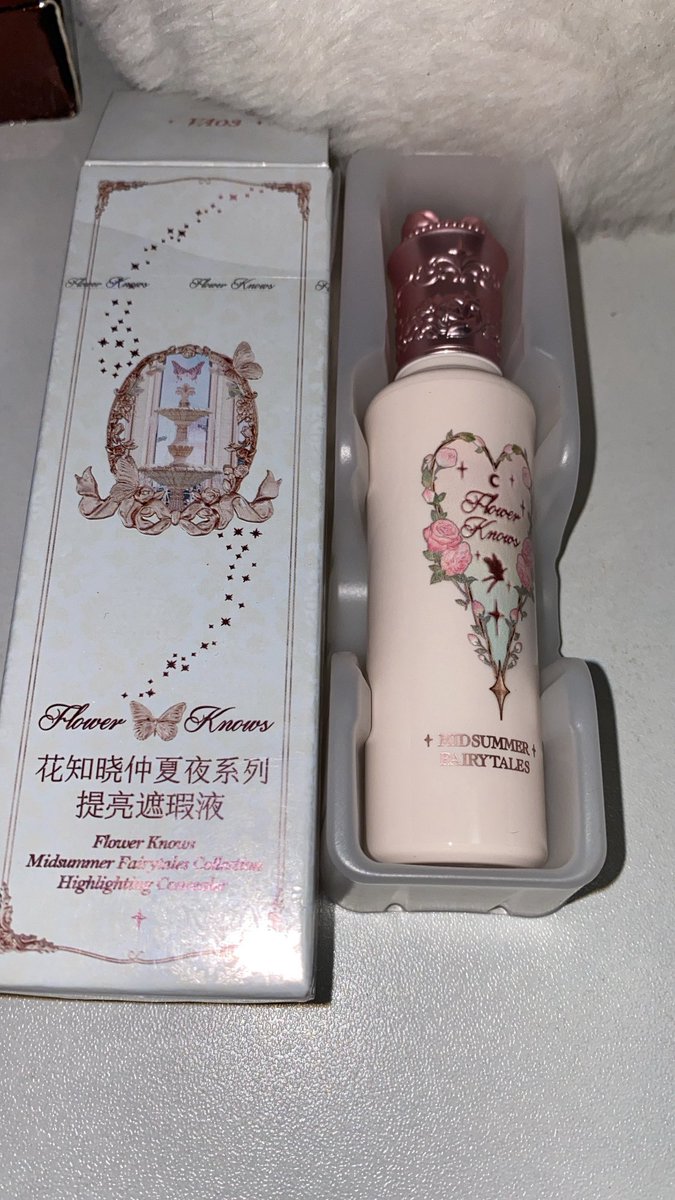 Flower Knows
Flower Knows
Flower Knows
花知晓仲夏夜系列
提亮遮瑕液
Flower Knows
Midsummer Fairytales Collection
Highlighting Concealer
Flower
Knows
MIDSUMMER
FAIRYTALES